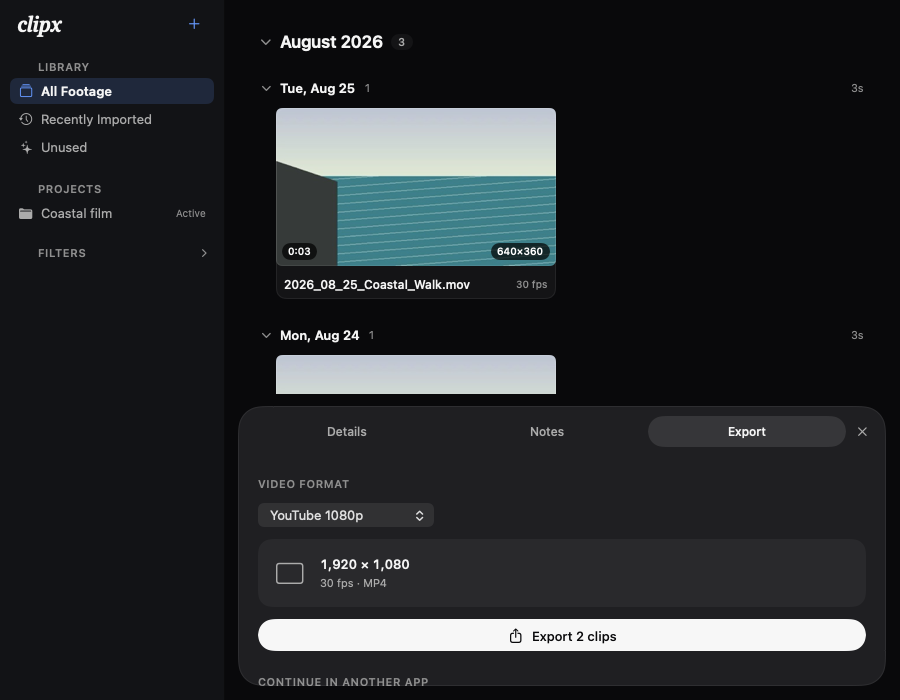 clipx
+
LIBRARY
All Footage
Recently Imported
Unused
PROJECTS
Coastal film Active
FILTERS
August 2026 3
Tue, Aug 25 1 3s
0:03 640×360
2026_08_25_Coastal_Walk.mov 30 fps
Mon, Aug 24 1 3s
Details Notes Export
VIDEO FORMAT
YouTube 1080p
1,920 × 1,080
30 fps · MP4
Export 2 clips
CONTINUE IN ANOTHER APP